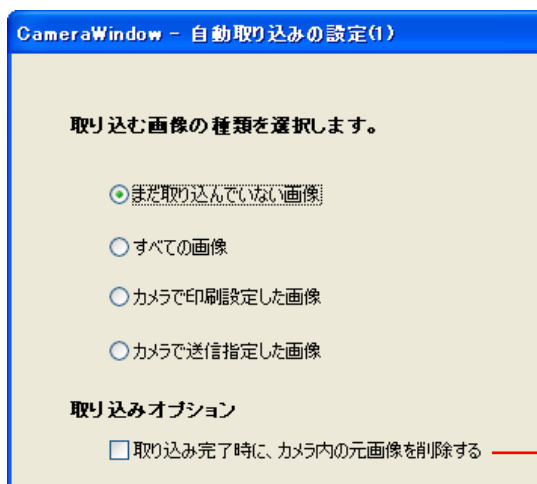 CameraWindow - 自動取り込みの設定(1)
取り込む画像の種類を選択します。
まだ取り込んでいない画像
すべての画像
カメラで印刷設定した画像
カメラで送信指定した画像
取り込みオプション
取り込み完了時に、カメラ内の元画像を削除する